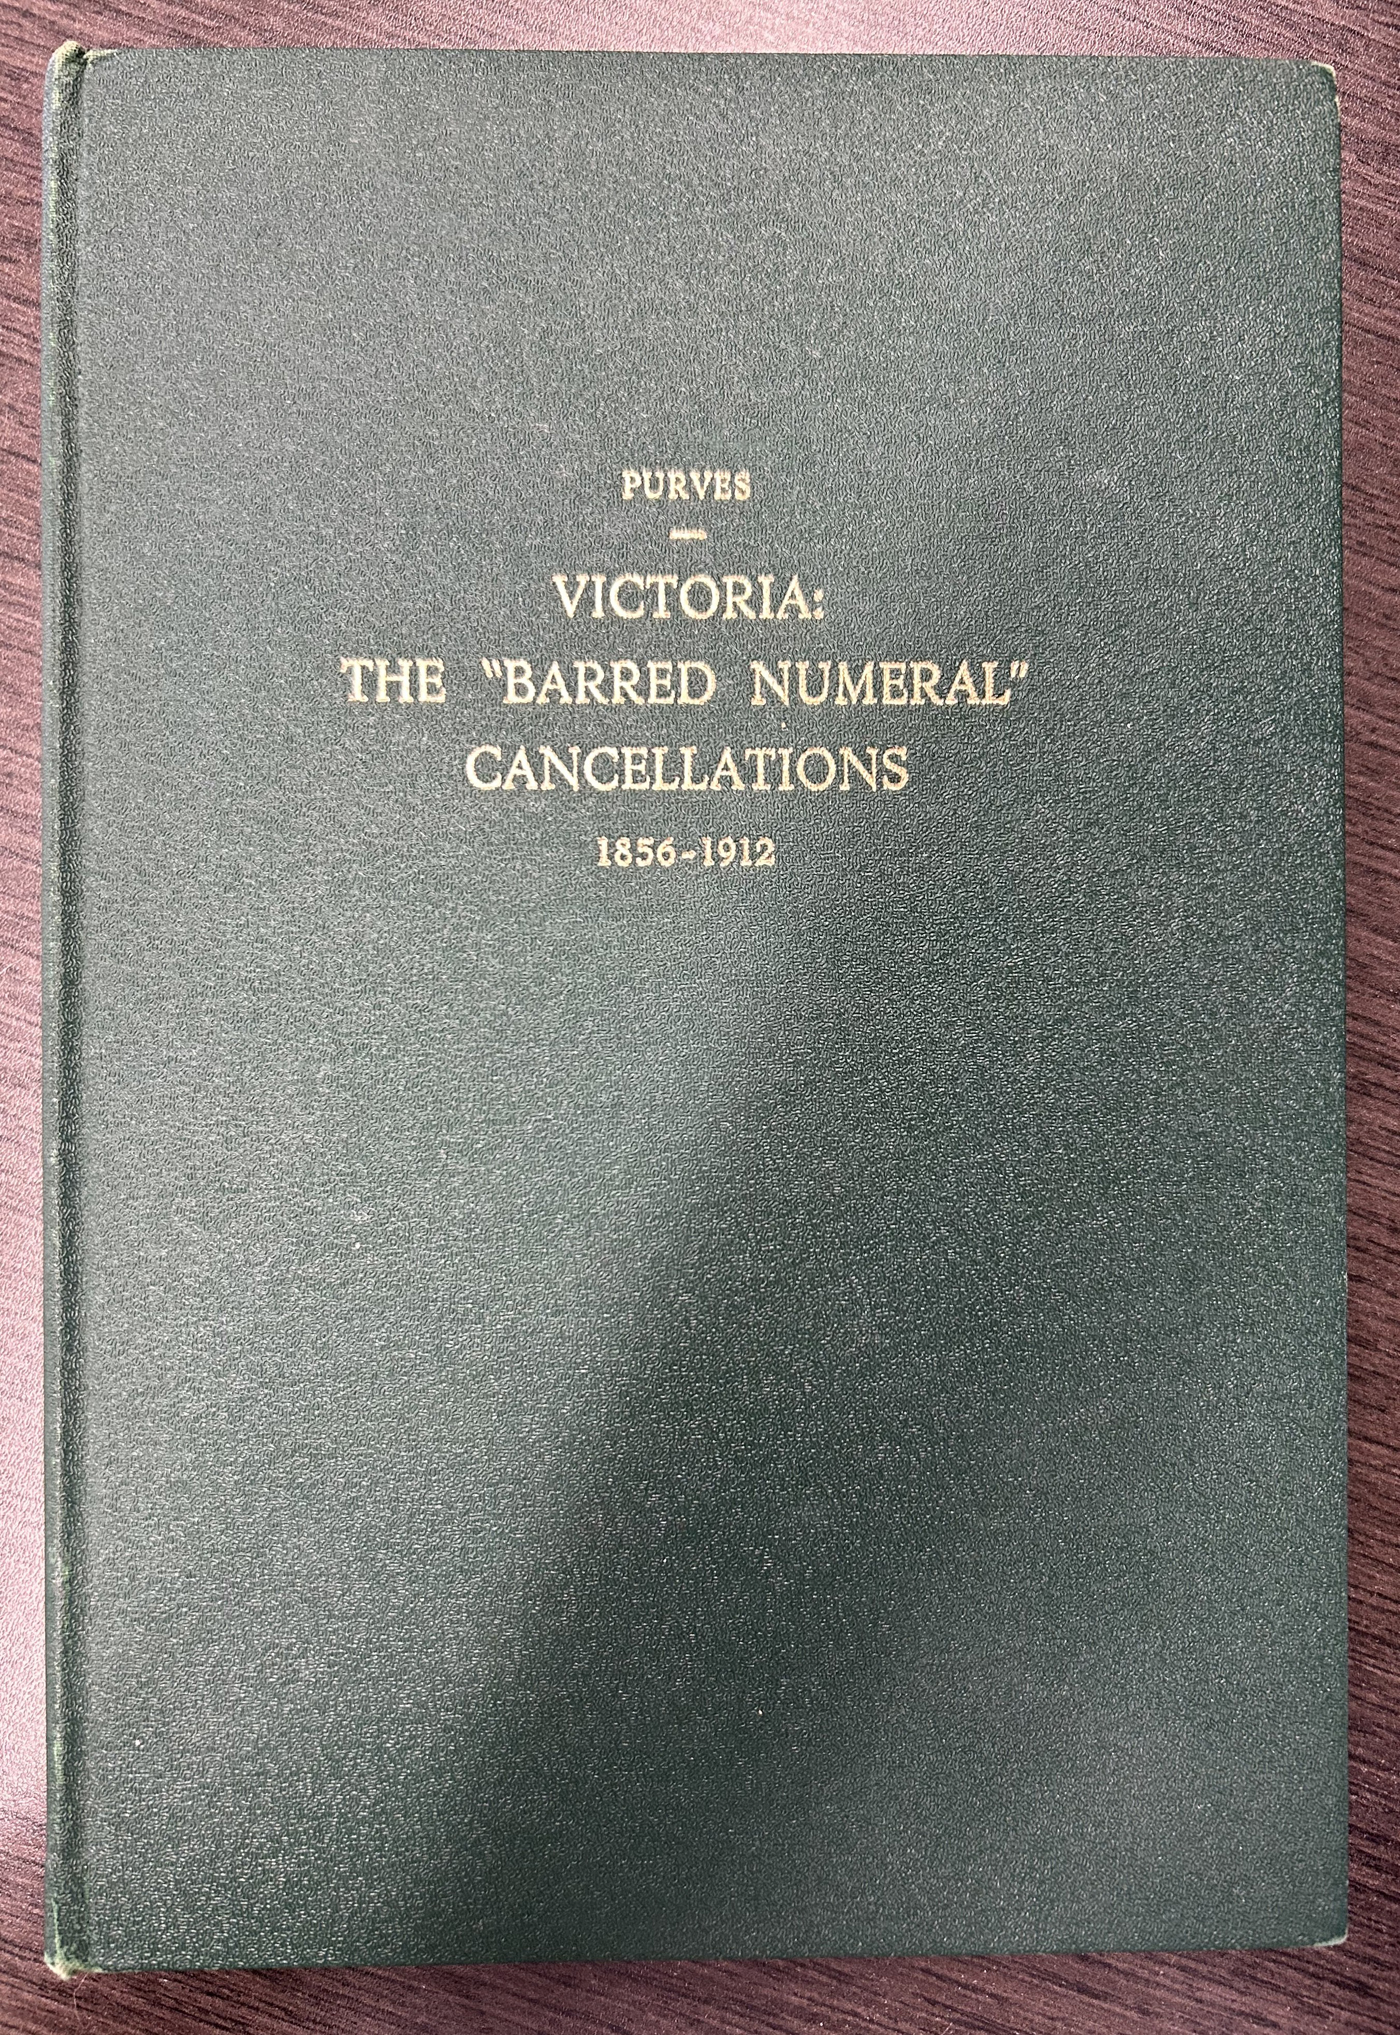 PURVES
—
VICTORIA:
THE "BARRED NUMERAL"
CANCELLATIONS
1856-1912